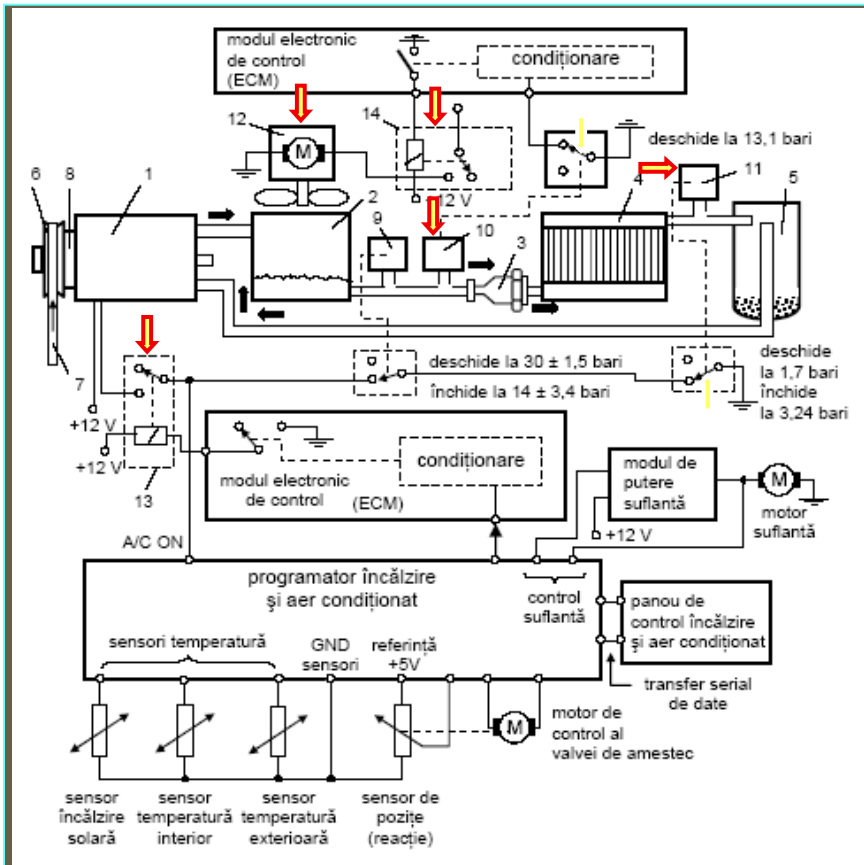 modul electronic
de control
(ECM)
condiționare
12
14
M
deschide la 13,1 bari
+12 V
6
8
1
2
9
10
3
4
11
5
7
deschide la 30 ± 1,5 bari
închide la 14 ± 3,4 bari
deschide
la 1,7 bari
închide
la 3,24 bari
+12 V
+12 V
13
modul electronic
de control
(ECM)
condiționare
modul de
putere
suflantă
M
motor
suflantă
+12 V
A/C ON
programator încălzire
și aer condiționat
control
suflantă
panou de
control încălzire
și aer condiționat
sensori temperatură
GND
sensori
referință
+5V
transfer serial
de date
M
motor de
control al
valvei de amestec
sensor
încălzire
solară
sensor
temperatură
interior
sensor
temperatură
exterioară
sensor de
pozițe
(reacție)